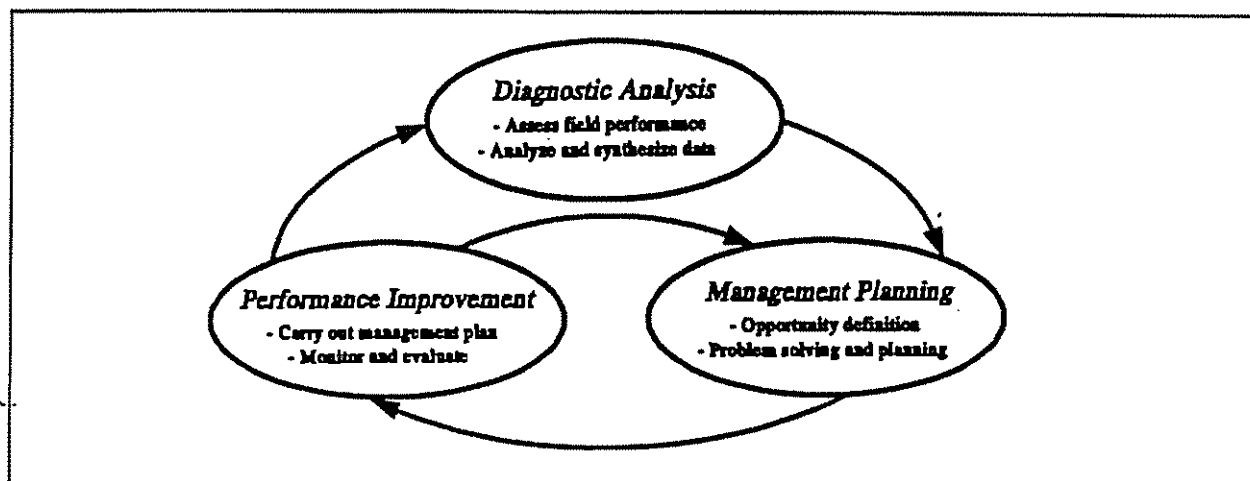 Diagnostic Analysis
- Assess field performance
- Analyze and synthesize data
Performance Improvement
- Carry out management plan
- Monitor and evaluate
Management Planning
- Opportunity definition
- Problem solving and planning